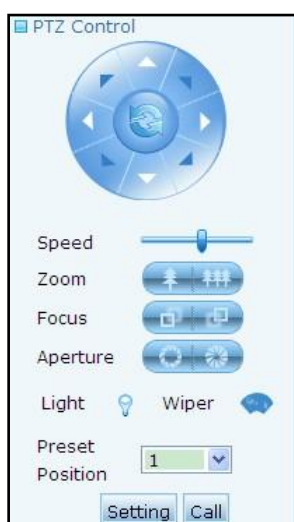 PTZ Control
Speed
Zoom
Focus
Aperture
Light Wiper
Preset
Position
1
Setting Call